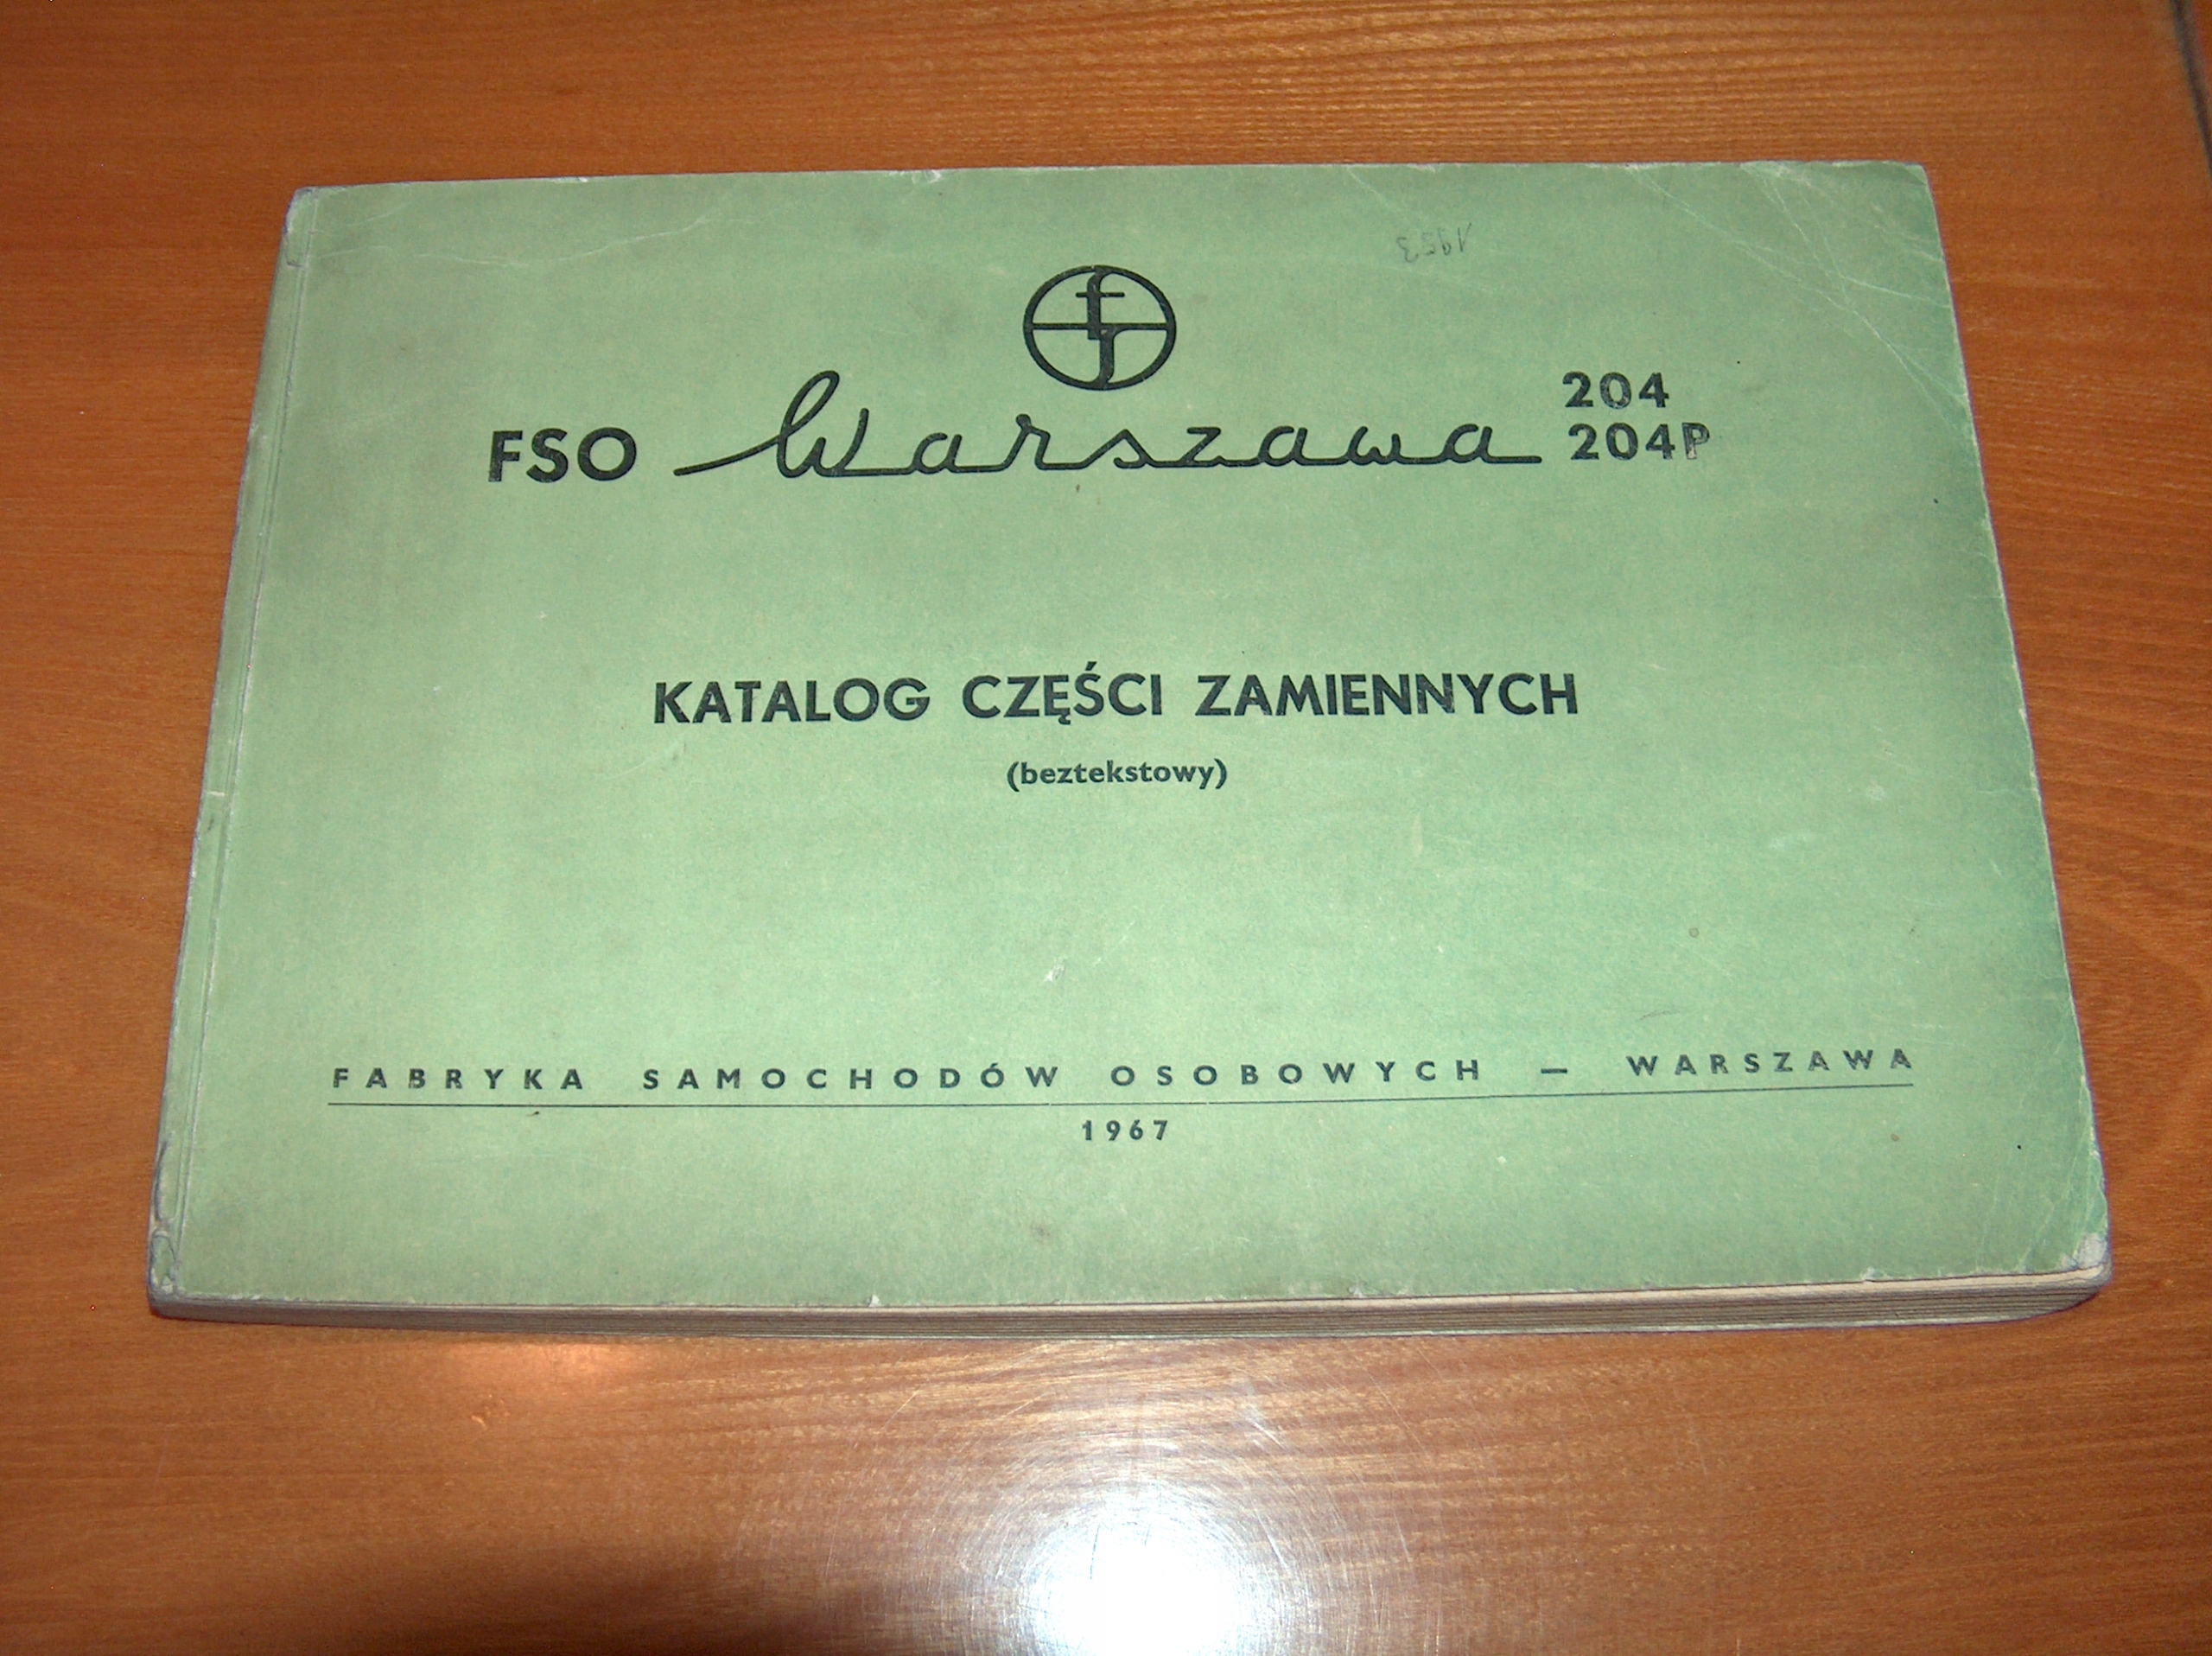 FSO Warszawa 204
204P
KATALOG CZĘŚCI ZAMIENNYCH
(beztekstowy)
FABRYKA SAMOCHODÓW OSOBOWYCH — WARSZAWA
1967